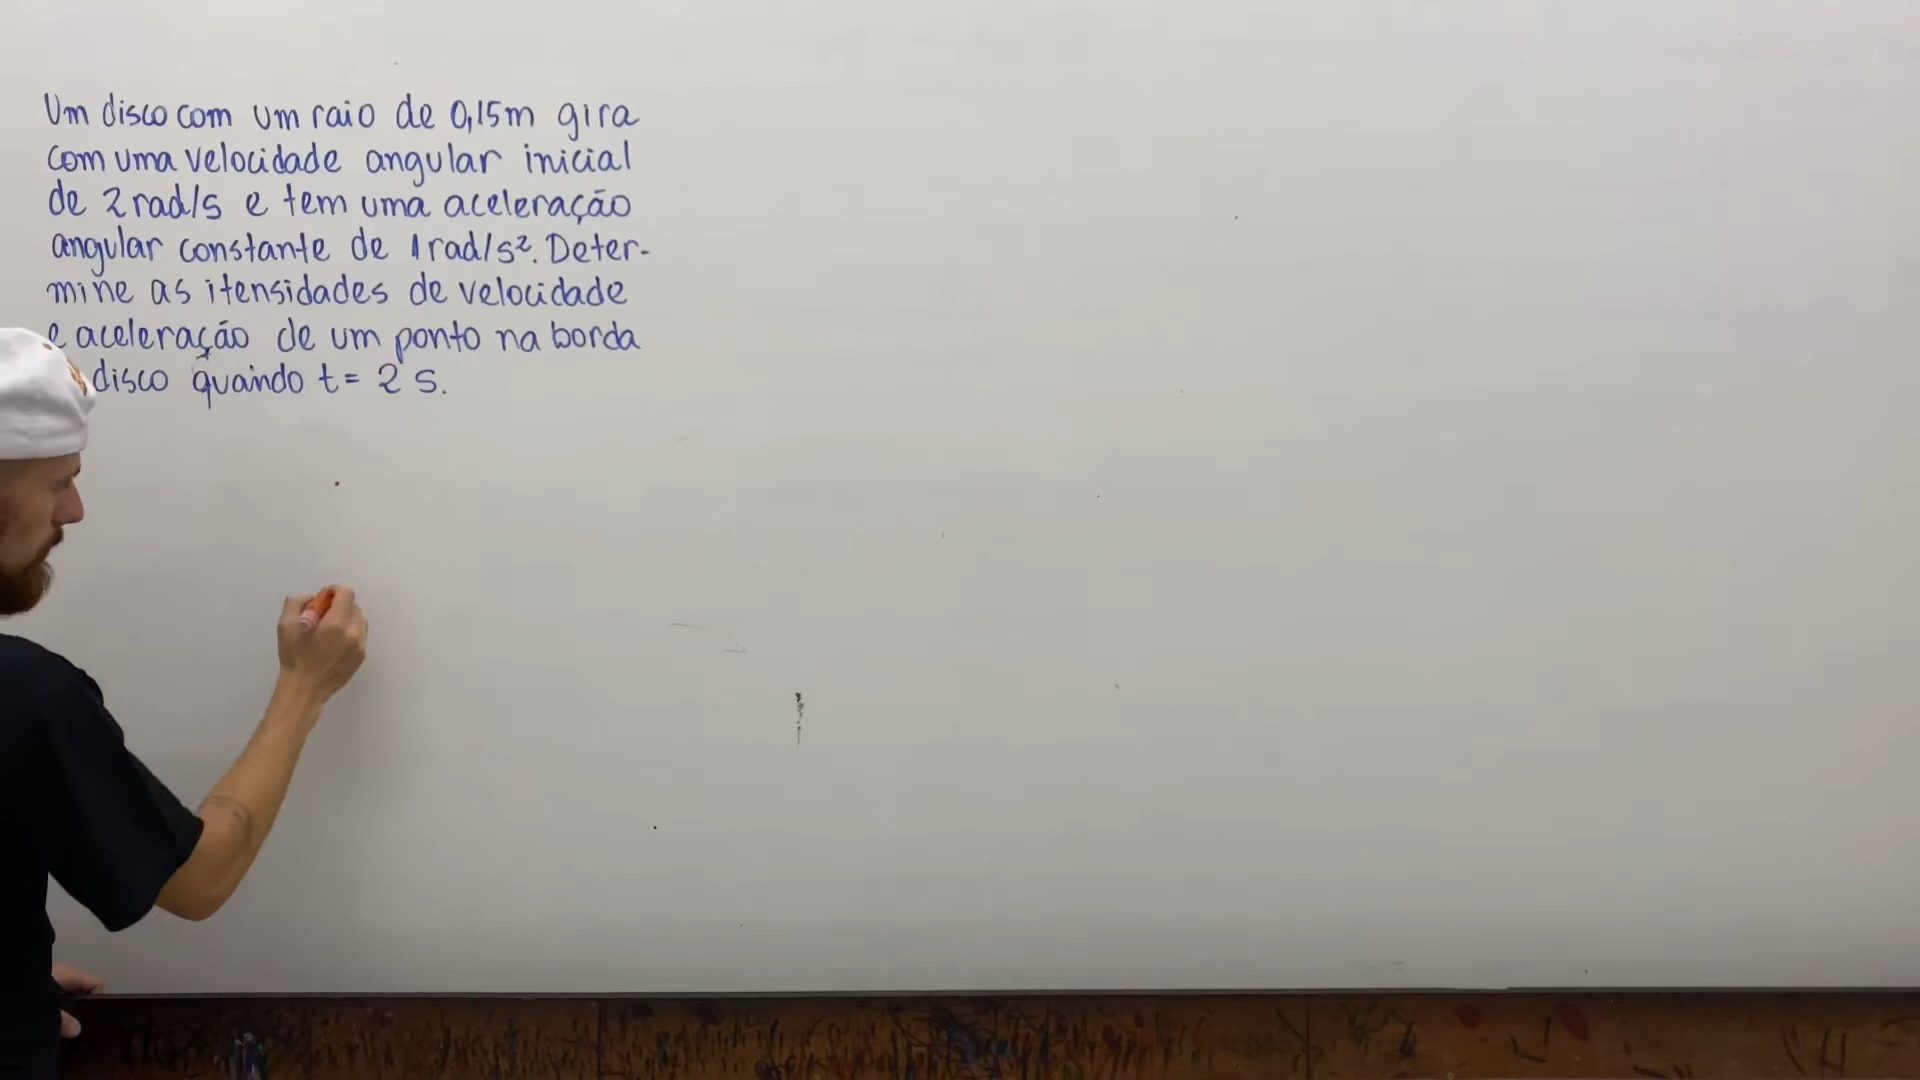 Um disco com um raio de 0,15m gira
com uma velocidade angular inicial
de 2 rad/s e tem uma aceleração
angular constante de 1 rad/s². Deter-
mine as itensidades de velocidade
e aceleração de um ponto na borda
disco quando t = 2 s.